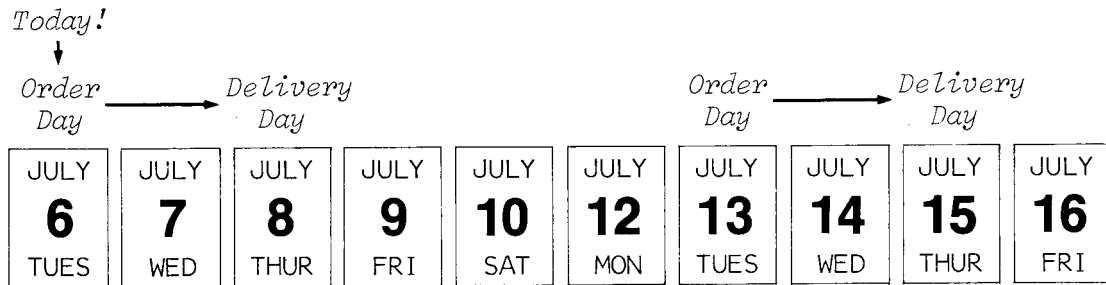 Today!
Order Day Delivery Day Order Day Delivery Day
JULY JULY JULY JULY JULY JULY JULY JULY JULY JULY
6 7 8 9 10 12 13 14 15 16
TUES WED THUR FRI SAT MON TUES WED THUR FRI